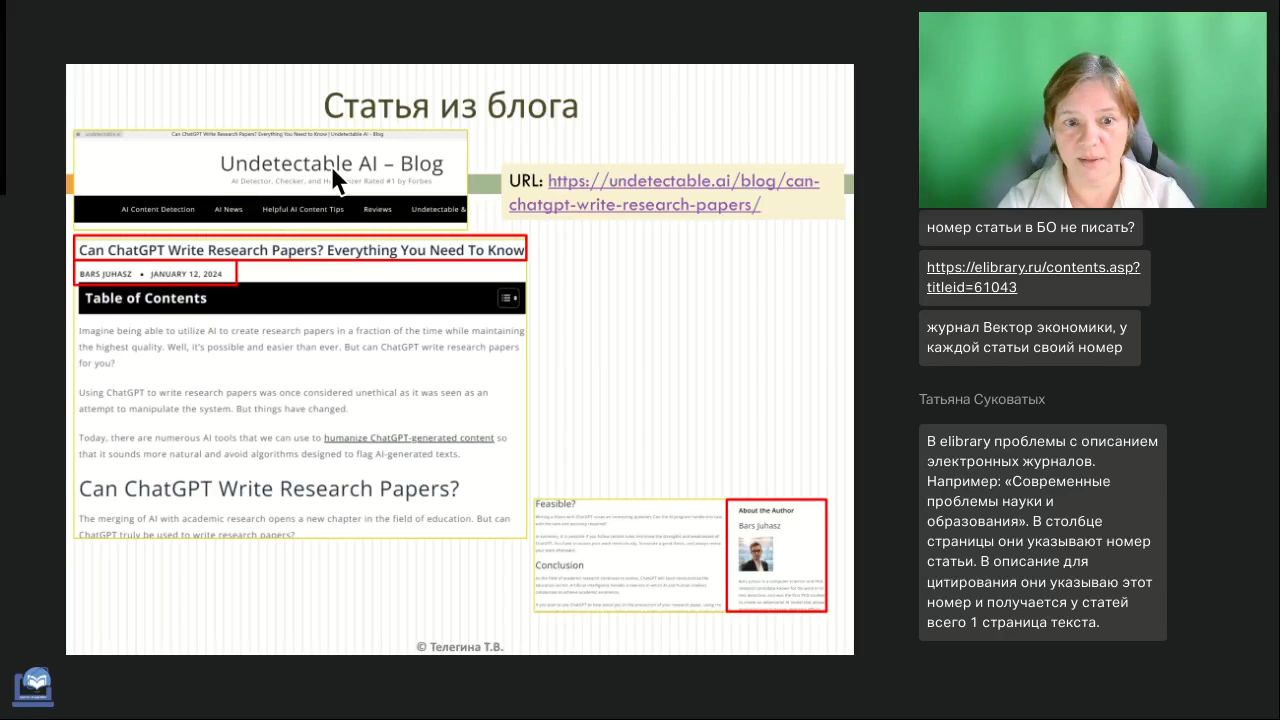 Статья из блога
undetectable.ai
Can ChatGPT Write Research Papers? Everything You Need to Know | Undetectable AI – Blog
Undetectable AI – Blog
AI Detector, Checker, and Humanizer Rated #1 by Forbes
AI Content Detection AI News Helpful AI Content Tips Reviews Undetectable &
URL: https://undetectable.ai/blog/can-
chatgpt-write-research-papers/
Can ChatGPT Write Research Papers? Everything You Need To Know
BARS JUHASZ • JANUARY 12, 2024
Table of Contents
Imagine being able to utilize AI to create research papers in a fraction of the time while maintaining
the highest quality. Well, it's possible and easier than ever. But can ChatGPT write research papers
for you?
Using ChatGPT to write research papers was once considered unethical as it was seen as an
attempt to manipulate the system. But things have changed.
Today, there are numerous AI tools that we can use to humanize ChatGPT-generated content so
that it sounds more natural and avoid algorithms designed to flag AI-generated texts.
Can ChatGPT Write Research Papers?
The merging of AI with academic research opens a new chapter in the field of education. But can
ChatGPT truly be used to write research papers?
Feasible?
Conclusion
About the Author
Bars Juhasz
© Телегина Т.В.
номер статьи в БО не писать?
https://elibrary.ru/contents.asp?
titleid=61043
журнал Вектор экономики, у
каждой статьи своий номер
Татьяна Суковатых
В elibrary проблемы с описанием
электронных журналов.
Например: «Современные
проблемы науки и
образования». В столбце
страницы они указывают номер
статьи. В описание для
цитирования они указываю этот
номер и получается у статей
всего 1 страница текста.